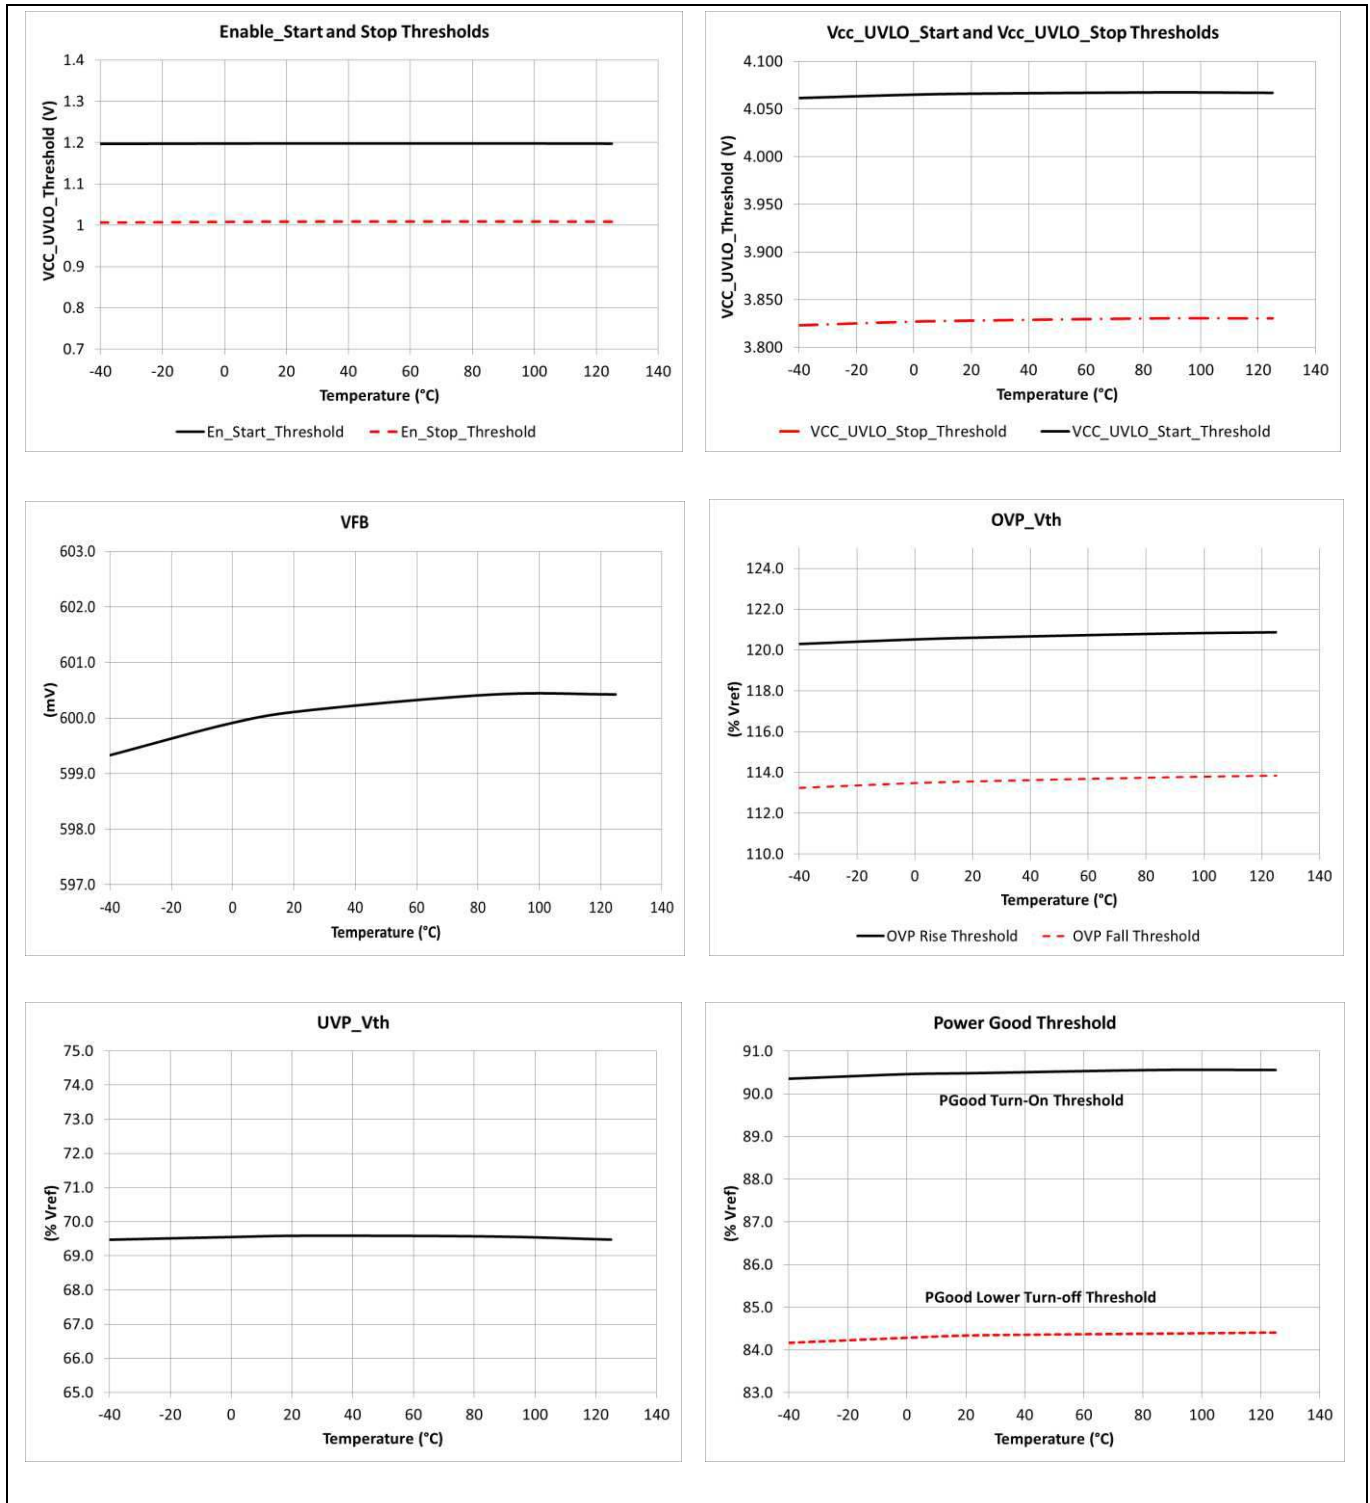 Enable_Start and Stop Thresholds
VCC_UVLO_Threshold (V)
1.4
1.3
1.2
1.1
1
0.9
0.8
0.7
-40 -20 0 20 40 60 80 100 120 140
Temperature (°C)
En_Start_Threshold En_Stop_Threshold
Vcc_UVLO_Start and Vcc_UVLO_Stop Thresholds
VCC_UVLO_Threshold (V)
4.100
4.050
4.000
3.950
3.900
3.850
3.800
-40 -20 0 20 40 60 80 100 120 140
Temperature (°C)
VCC_UVLO_Stop_Threshold VCC_UVLO_Start_Threshold
VFB
(mV)
603.0
602.0
601.0
600.0
599.0
598.0
597.0
-40 -20 0 20 40 60 80 100 120 140
Temperature (°C)
OVP_Vth
(% Vref)
124.0
122.0
120.0
118.0
116.0
114.0
112.0
110.0
-40 -20 0 20 40 60 80 100 120 140
Temperature (°C)
OVP Rise Threshold OVP Fall Threshold
UVP_Vth
(% Vref)
75.0
74.0
73.0
72.0
71.0
70.0
69.0
68.0
67.0
66.0
65.0
-40 -20 0 20 40 60 80 100 120 140
Temperature (°C)
Power Good Threshold
(% Vref)
91.0
90.0
89.0
88.0
87.0
86.0
85.0
84.0
83.0
PGood Turn-On Threshold
PGood Lower Turn-off Threshold
-40 -20 0 20 40 60 80 100 120 140
Temperature (°C)